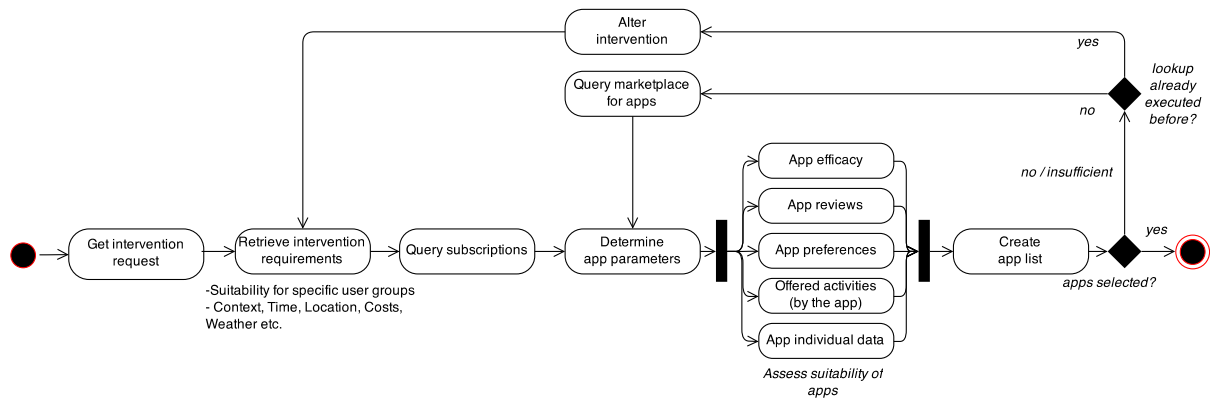 Alter
intervention
yes
Query marketplace
for apps
no
lookup
already
executed
before?
no / insufficient
App efficacy
App reviews
App preferences
Offered activities
(by the app)
App individual data
Assess suitability of
apps
Get intervention
request
Retrieve intervention
requirements
-Suitability for specific user groups
- Context, Time, Location, Costs,
Weather etc.
Query subscriptions
Determine
app parameters
Create
app list
apps selected?
yes